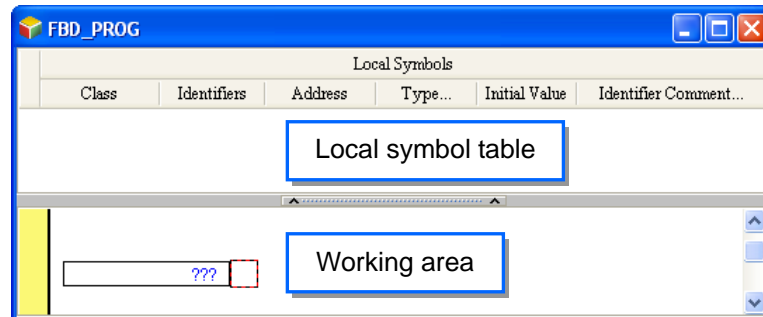 FBD_PROG
Local Symbols
Class Identifiers Address Type... Initial Value Identifier Comment...
Local symbol table
???
Working area